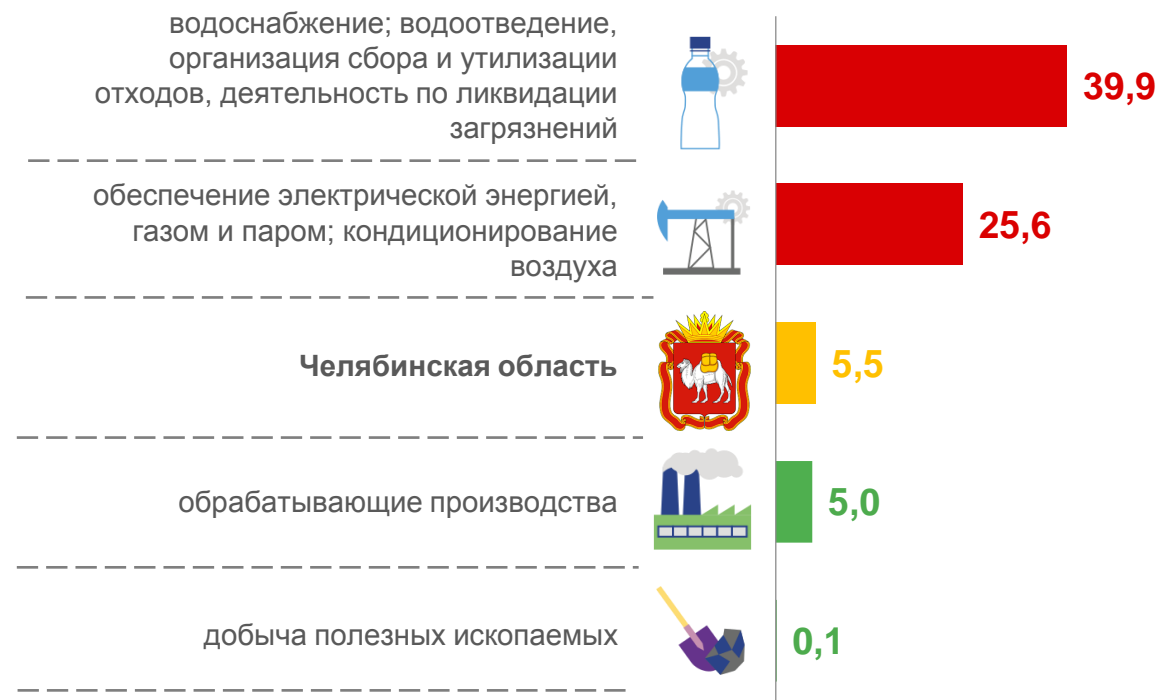 водоснабжение; водоотведение,
организация сбора и утилизации
отходов, деятельность по ликвидации
загрязнений
39,9
обеспечение электрической энергией,
газом и паром; кондиционирование
воздуха
25,6
Челябинская область
5,5
обрабатывающие производства
5,0
добыча полезных ископаемых
0,1